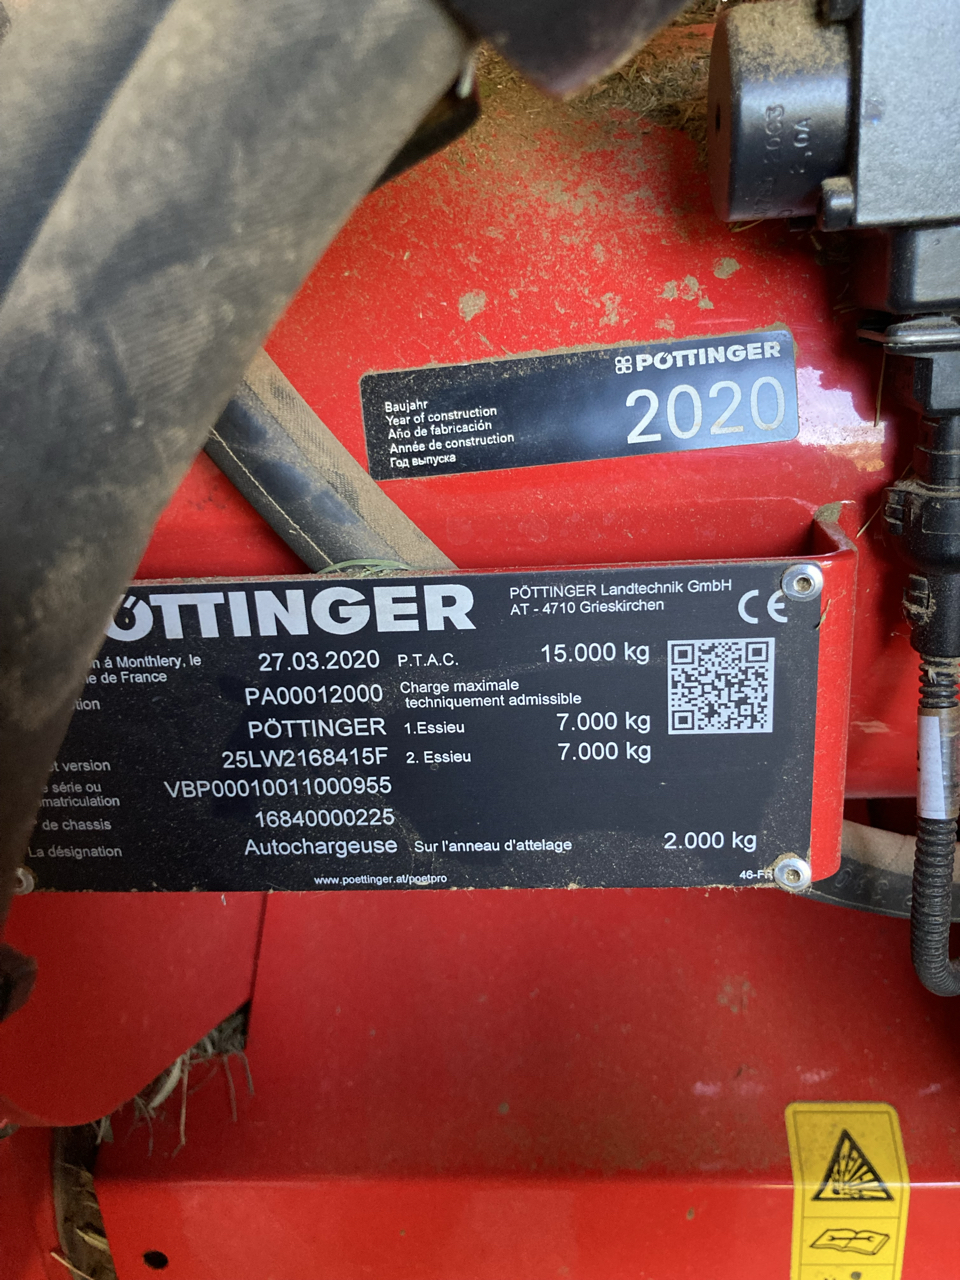 PÖTTINGER
2020
Baujahr
Year of construction
Año de fabricación
Année de construction
Год выпуска
PÖTTINGER
PÖTTINGER Landtechnik GmbH
AT - 4710 Grieskirchen
CE
á Monthlery, le
de France
27.03.2020
P.T.A.C.
15.000 kg
PA00012000
Charge maximale
techniquement admissible
PÖTTINGER
1.Essieu
7.000 kg
version
25LW2168415F
2. Essieu
7.000 kg
série ou
VBP00010011000955
de chassis
16840000225
La désignation
Autochargeuse
Sur l'anneau d'attelage
2.000 kg
www.poettinger.at/poetpro
46-FR